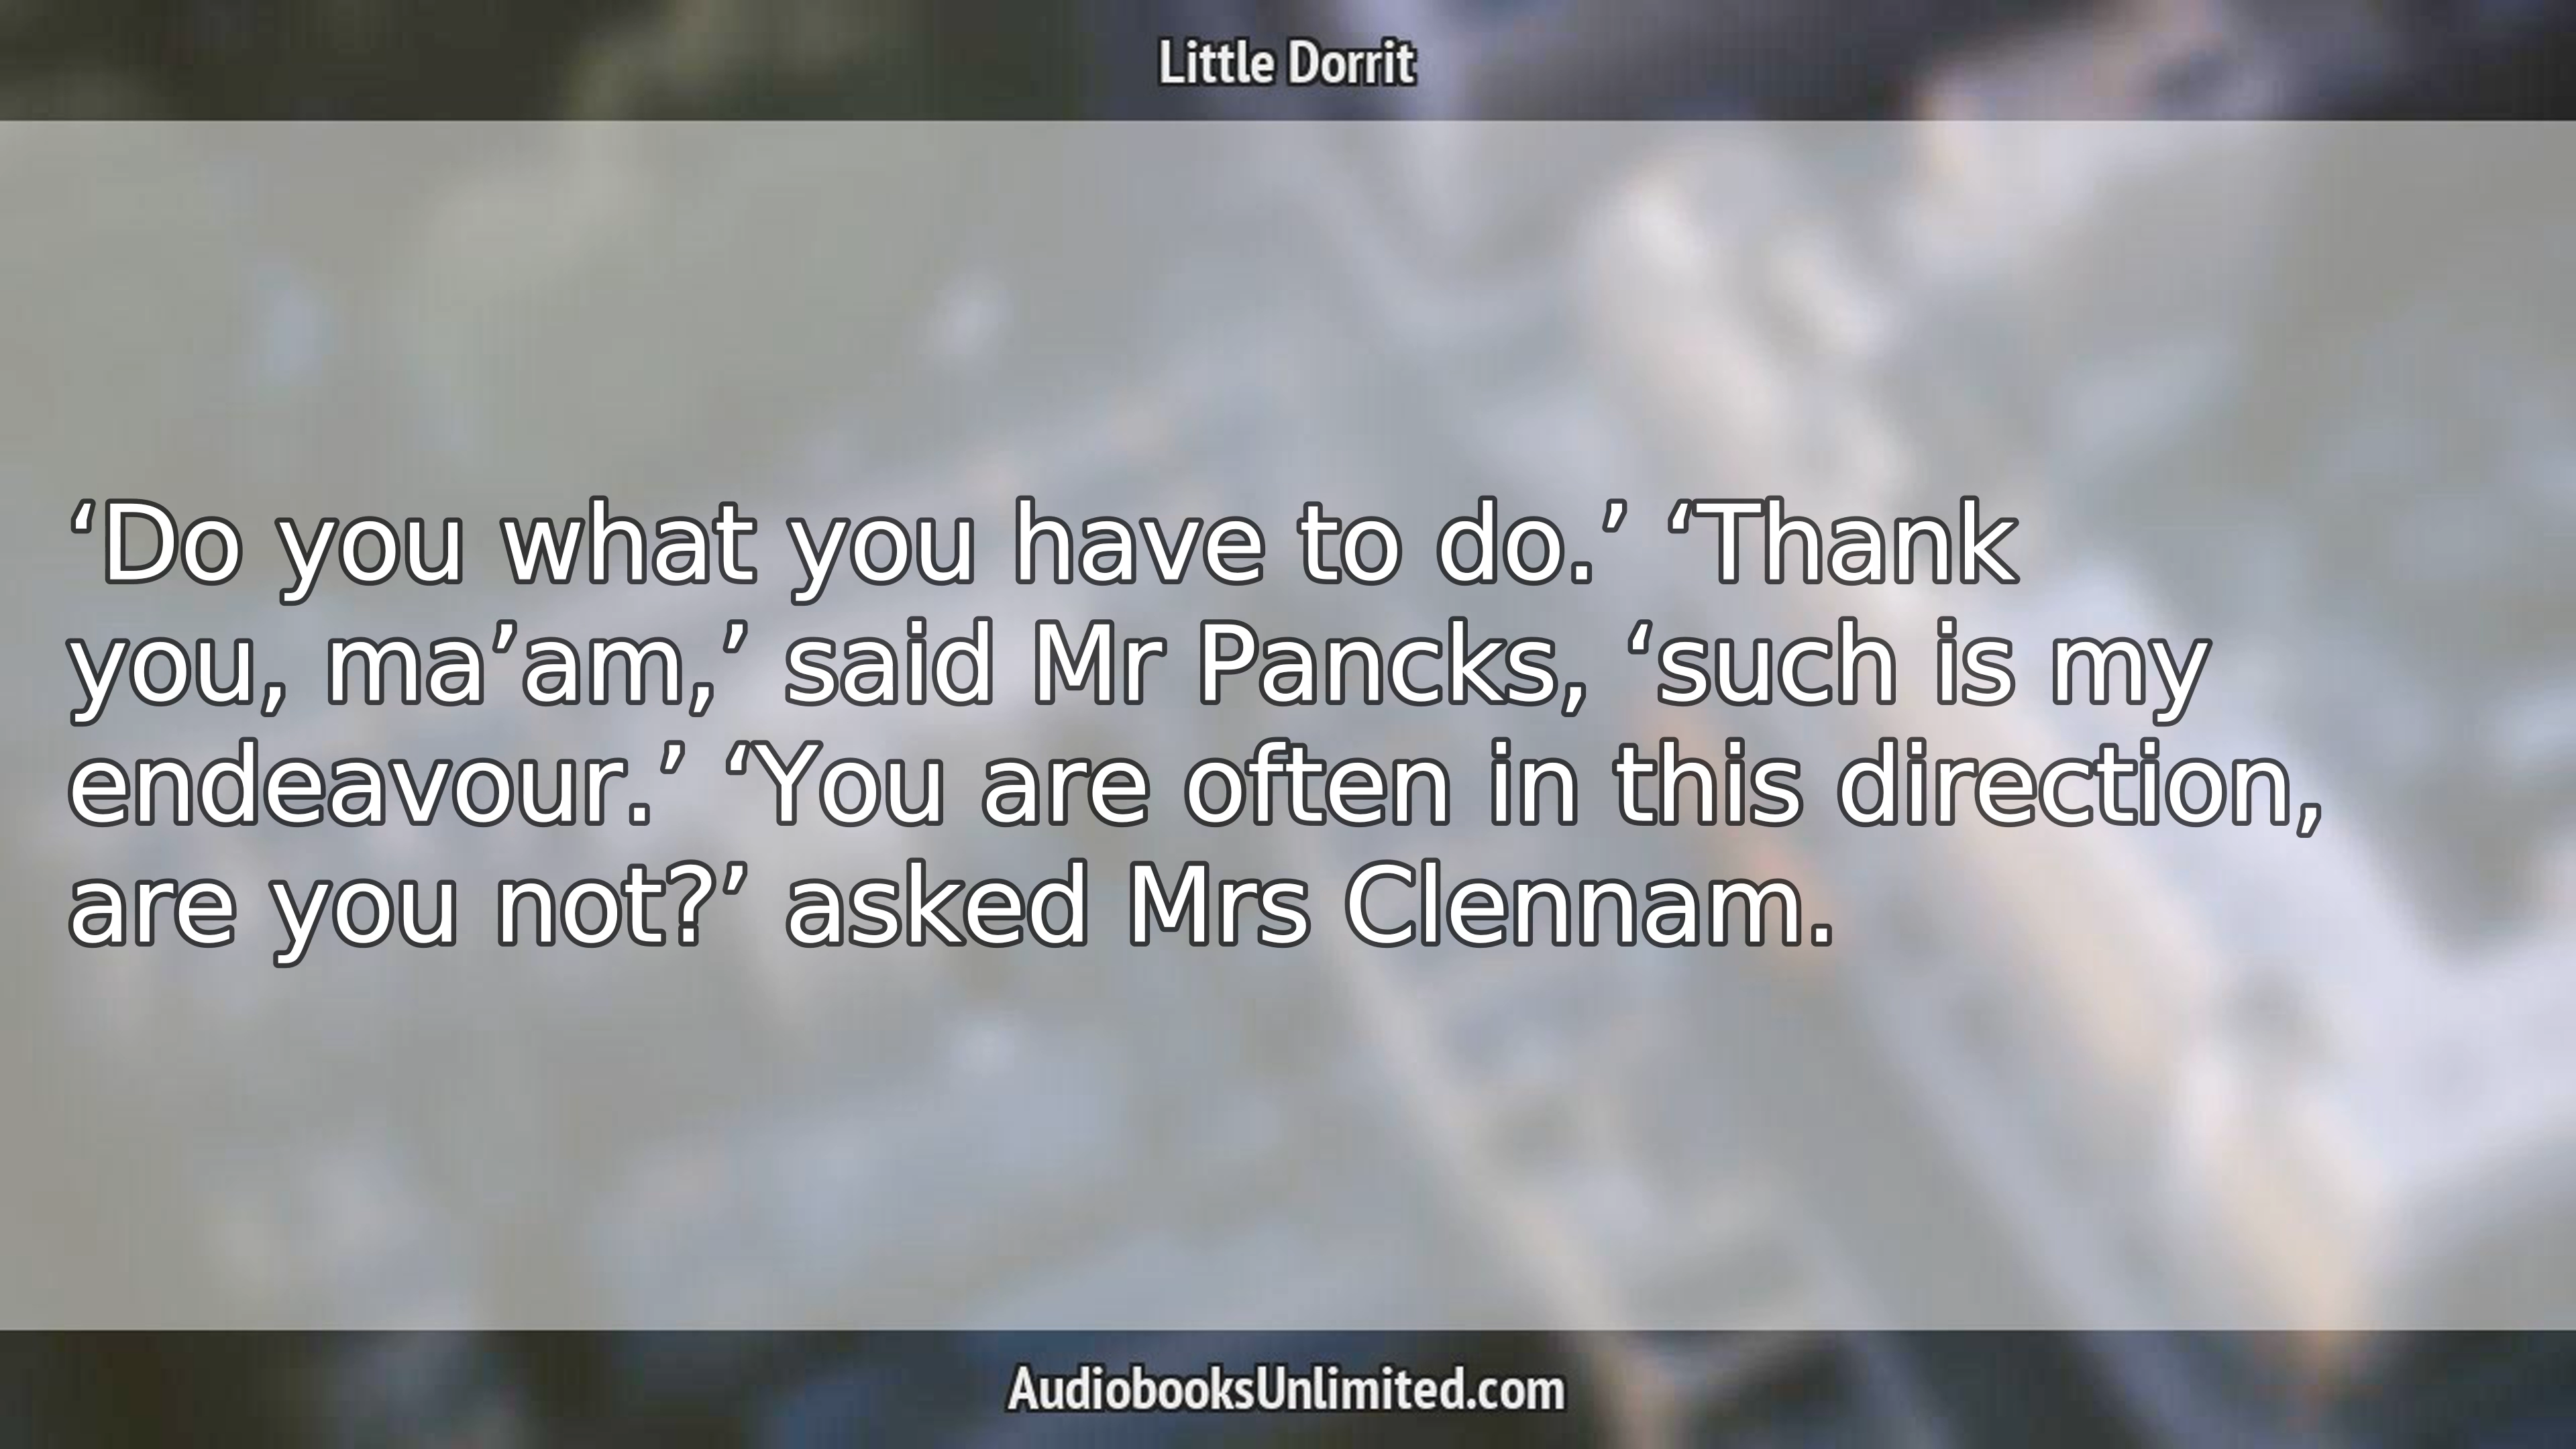 Little Dorrit
‘Do you what you have to do.’ ‘Thank
you, ma’am,’ said Mr Pancks, ‘such is my
endeavour.’ ‘You are often in this direction,
are you not?’ asked Mrs Clennam.
AudiobooksUnlimited.com